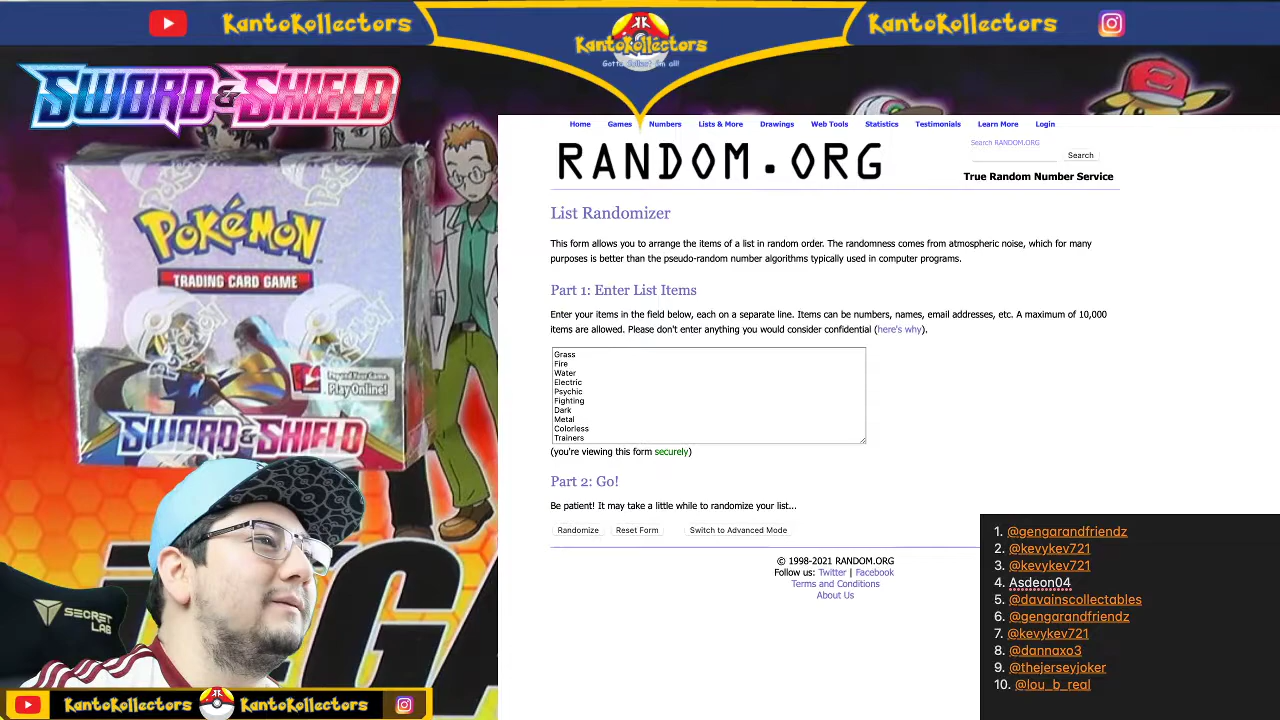 KantoKollectors
KantoKollectors
KK
KantoKollectors
Gotta Collect 'em all!
SWORD & SHIELD
Home Games Numbers Lists & More Drawings Web Tools Statistics Testimonials Learn More Login
RANDOM.ORG
Search RANDOM.ORG
Search
True Random Number Service
List Randomizer
This form allows you to arrange the items of a list in random order. The randomness comes from atmospheric noise, which for many
purposes is better than the pseudo-random number algorithms typically used in computer programs.
Part 1: Enter List Items
Enter your items in the field below, each on a separate line. Items can be numbers, names, email addresses, etc. A maximum of 10,000
items are allowed. Please don't enter anything you would consider confidential (here's why).
Grass
Fire
Water
Electric
Psychic
Fighting
Dark
Metal
Colorless
Trainers
(you're viewing this form securely)
Part 2: Go!
Be patient! It may take a little while to randomize your list...
Randomize Reset Form Switch to Advanced Mode
© 1998-2021 RANDOM.ORG
Follow us: Twitter | Facebook
Terms and Conditions
About Us
POKéMON
TRADING CARD GAME
Play Online!
SWORD & SHIELD
SECRET
LAB
1. @gengarandfriendz
2. @kevykev721
3. @kevykev721
4. Asdeon04
5. @davainscollectables
6. @gengarandfriendz
7. @kevykev721
8. @dannaxo3
9. @thejerseyjoker
10. @lou_b_real
KantoKollectors KantoKollectors